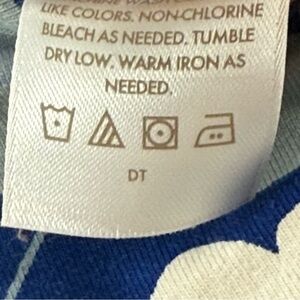 LIKE COLORS. NON-CHLORINE
BLEACH AS NEEDED. TUMBLE
DRY LOW. WARM IRON AS
NEEDED.
DT